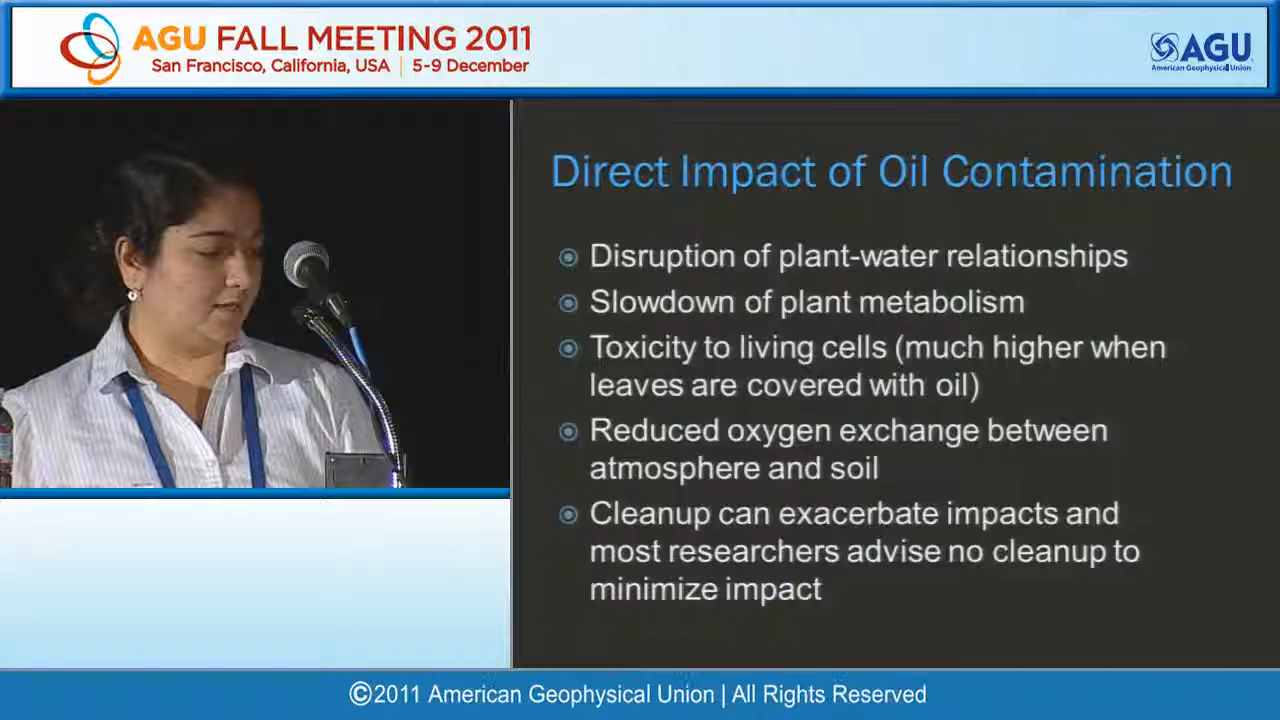 AGU FALL MEETING 2011
San Francisco, California, USA | 5-9 December
AGU
American Geophysical Union
Direct Impact of Oil Contamination
Disruption of plant-water relationships
Slowdown of plant metabolism
Toxicity to living cells (much higher when
leaves are covered with oil)
Reduced oxygen exchange between
atmosphere and soil
Cleanup can exacerbate impacts and
most researchers advise no cleanup to
minimize impact
©2011 American Geophysical Union | All Rights Reserved